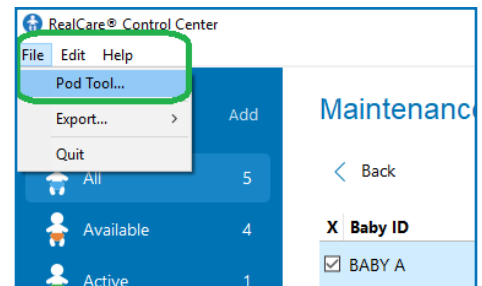 RealCare® Control Center
File Edit Help
Pod Tool...
Export... >
Quit
Add
All 5
Available 4
Active 1
Maintenance
< Back
X Baby ID
BABY A